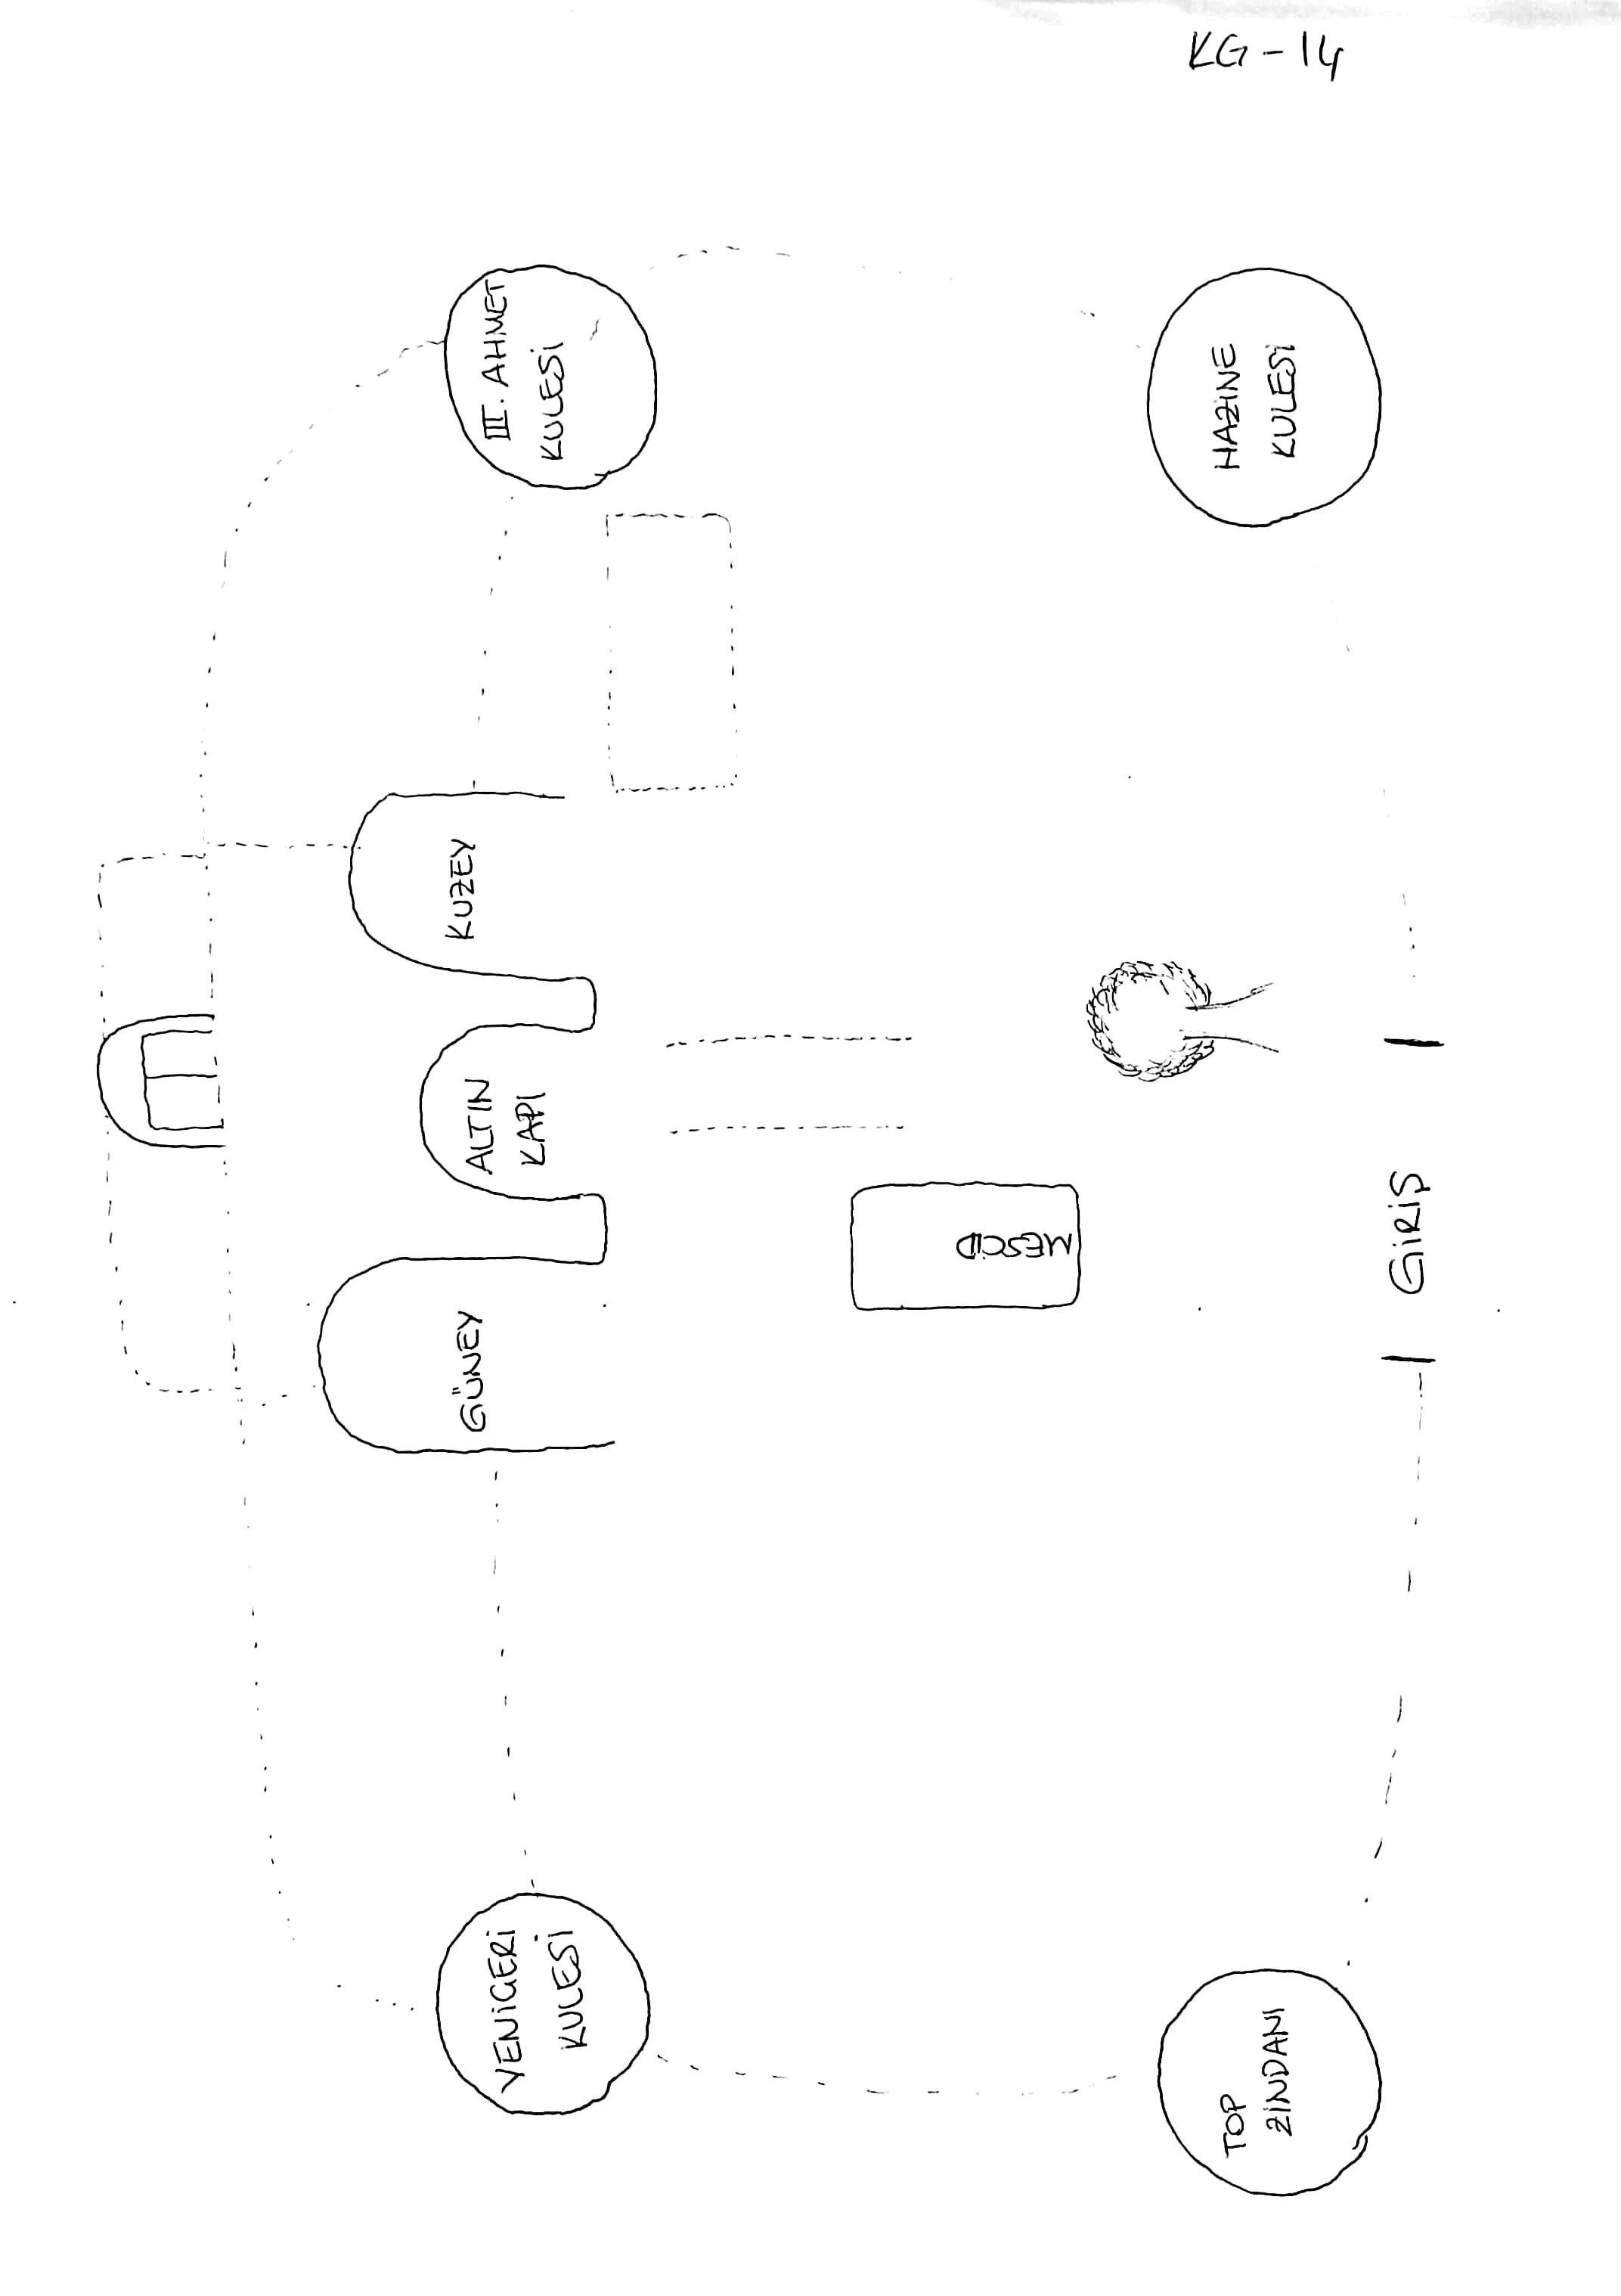 KG-14
III. AHMET
KULESİ
HAZİNE
KULESİ
KUZEY
ALTIN
KAPI
GÜNEY
MESCİD
GİRİŞ
YENİÇERİ
KULESİ
TOP
ZİNDANI